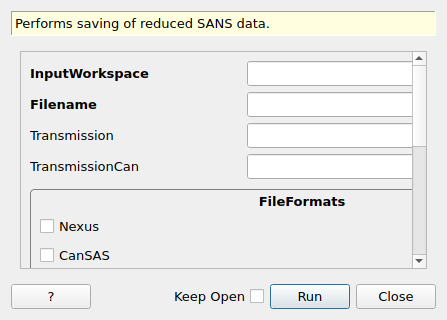 Performs saving of reduced SANS data.
InputWorkspace
Filename
Transmission
TransmissionCan
FileFormats
Nexus
CanSAS
?
Keep Open
Run
Close